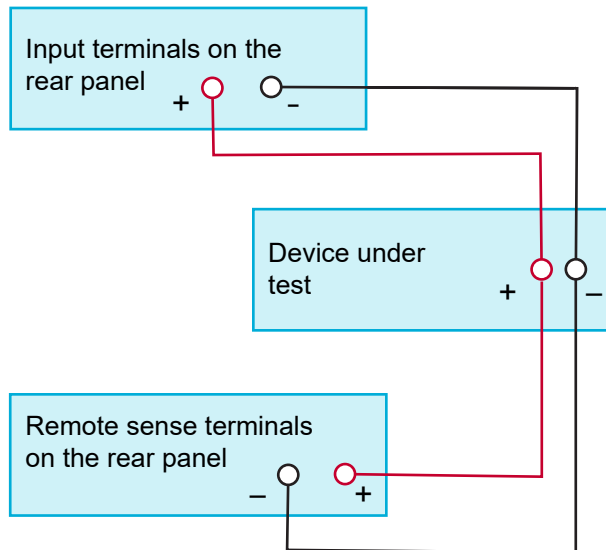 Input terminals on the
rear panel
+ -
Device under
test
+ –
Remote sense terminals
on the rear panel
– +